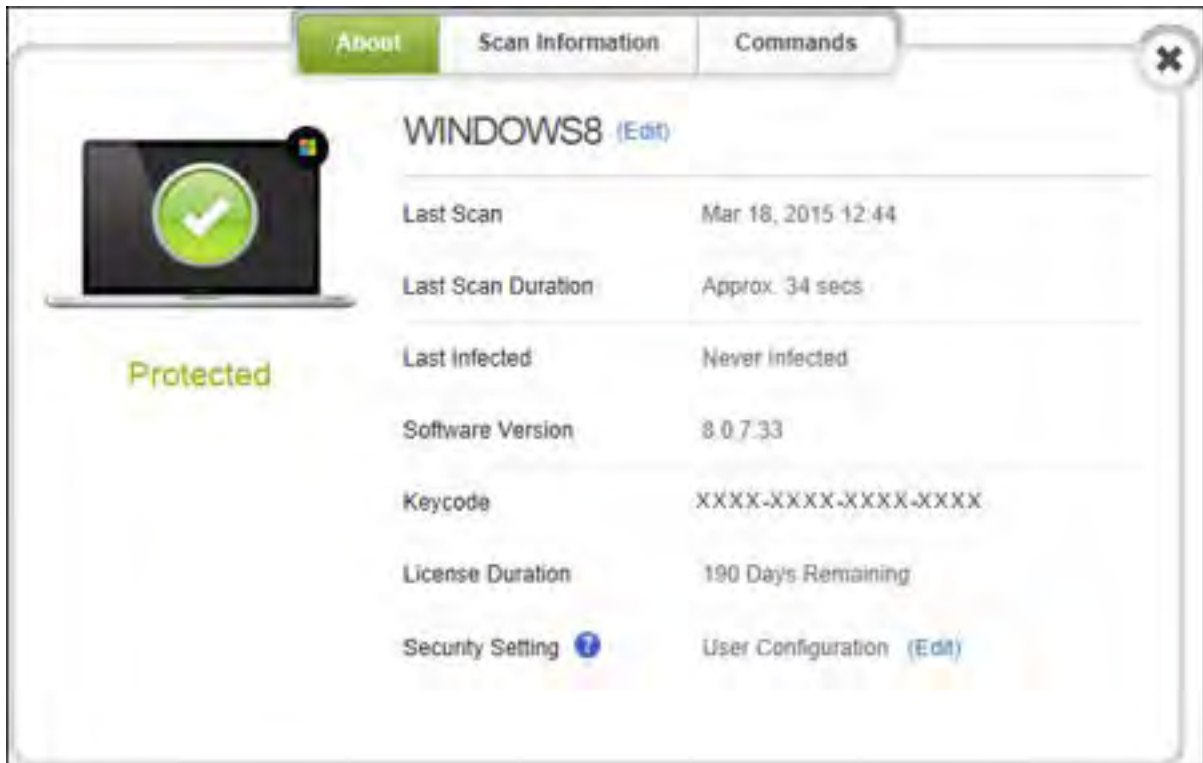 About Scan Information Commands
WINDOWS8 (Edit)
Last Scan Mar 18, 2015 12:44
Last Scan Duration Approx. 34 secs
Protected
Last Infected Never Infected
Software Version 8.0.7.33
Keycode XXXX-XXXX-XXXX-XXXX
License Duration 190 Days Remaining
Security Setting ? User Configuration (Edit)